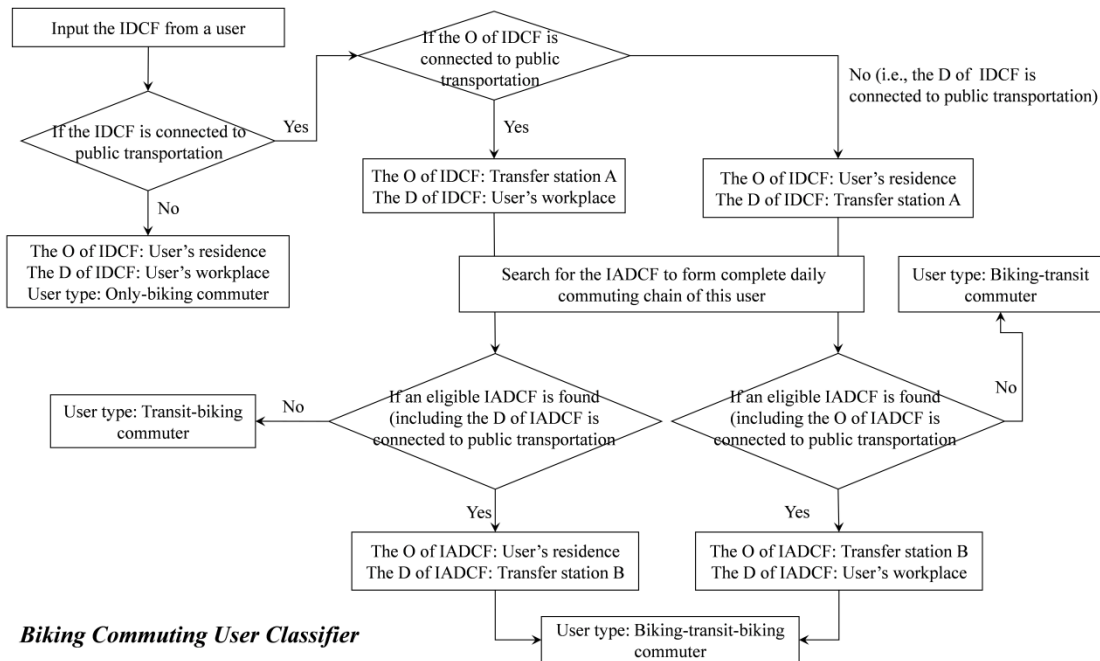 Input the IDCF from a user
If the IDCF is connected to
public transportation
Yes
No
The O of IDCF: User's residence
The D of IDCF: User's workplace
User type: Only-biking commuter
If the O of IDCF is
connected to public
transportation
No (i.e., the D of IDCF is
connected to public transportation)
Yes
The O of IDCF: Transfer station A
The D of IDCF: User's workplace
The O of IDCF: User's residence
The D of IDCF: Transfer station A
Search for the IADCF to form complete daily
commuting chain of this user
User type: Biking-transit
commuter
If an eligible IADCF is found
(including the D of IADCF is
connected to public transportation
No
User type: Transit-biking
commuter
If an eligible IADCF is found
(including the O of IADCF is
connected to public transportation
No
Yes
Yes
The O of IADCF: User's residence
The D of IADCF: Transfer station B
The O of IADCF: Transfer station B
The D of IADCF: User's workplace
User type: Biking-transit-biking
commuter
Biking Commuting User Classifier